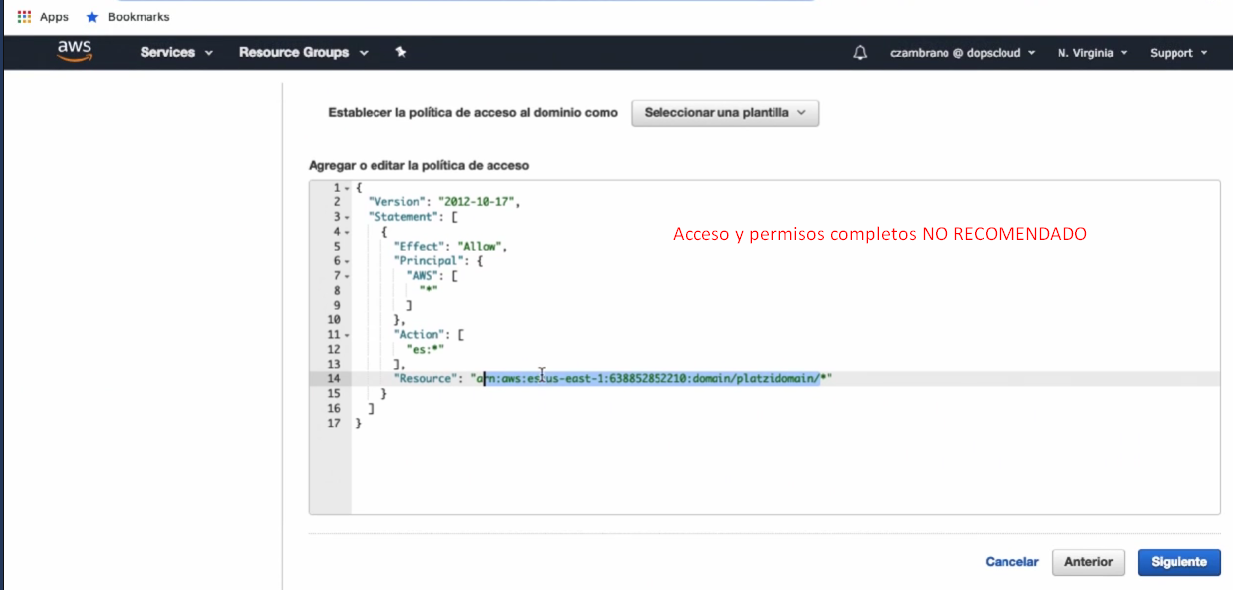 Apps Bookmarks
aws Services Resource Groups czambrano @ dopscloud N. Virginia Support
Establecer la política de acceso al dominio como Seleccionar una plantilla
Agregar o editar la política de acceso
1 {
2 "Version": "2012-10-17",
3 "Statement": [
4 {
5 "Effect": "Allow",
6 "Principal": {
7 "AWS": [
8 "*"
9 ]
10 },
11 "Action": [
12 "es:*"
13 ],
14 "Resource": "arn:aws:es:us-east-1:638852852210:domain/platzidomain/*"
15 }
16 ]
17 }
Acceso y permisos completos NO RECOMENDADO
Cancelar Anterior Siguiente